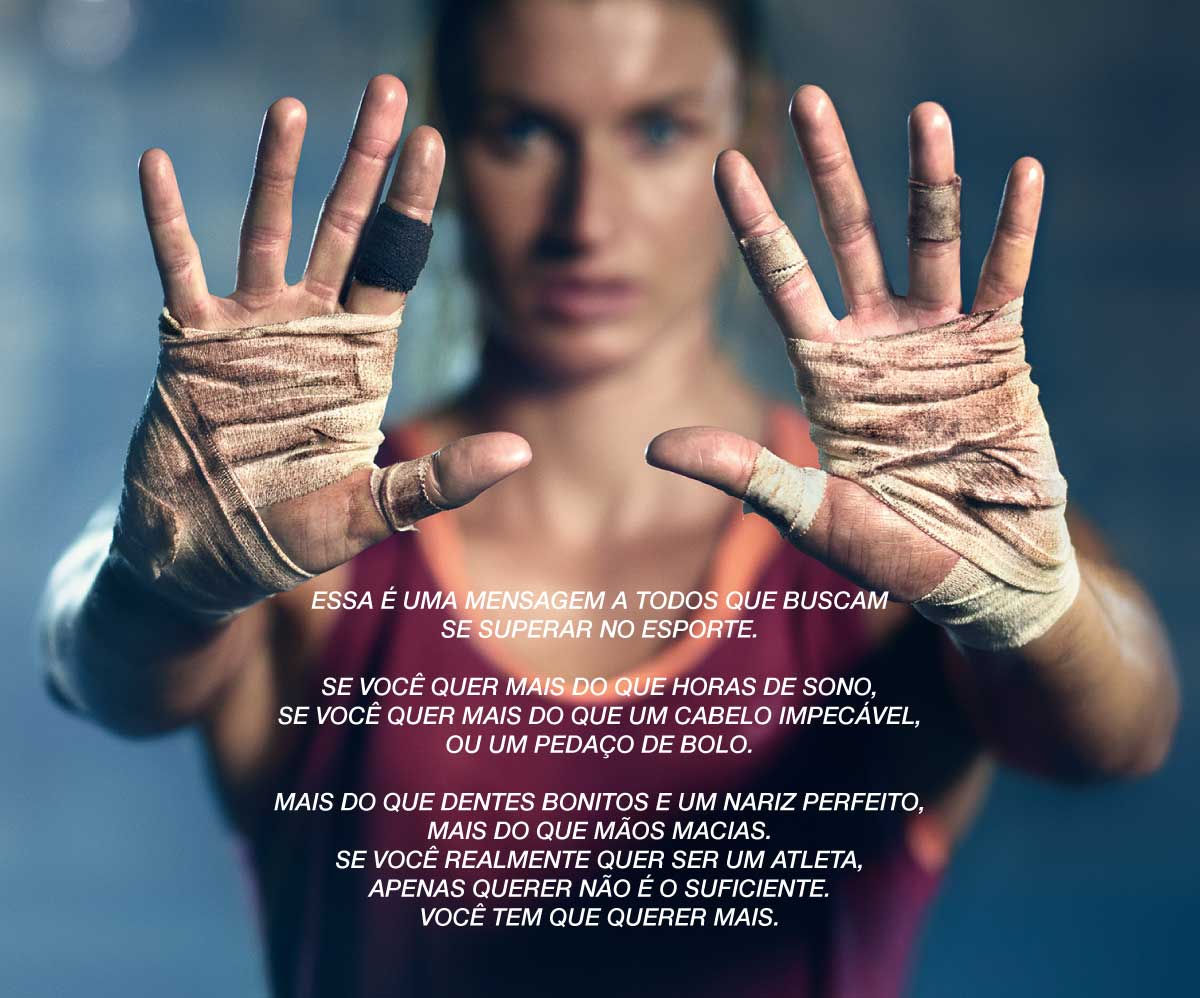 ESSA É UMA MENSAGEM A TODOS QUE BUSCAM
SE SUPERAR NO ESPORTE.
SE VOCÊ QUER MAIS DO QUE HORAS DE SONO,
SE VOCÊ QUER MAIS DO QUE UM CABELO IMPECÁVEL,
OU UM PEDAÇO DE BOLO.
MAIS DO QUE DENTES BONITOS E UM NARIZ PERFEITO,
MAIS DO QUE MÃOS MACIAS.
SE VOCÊ REALMENTE QUER SER UM ATLETA,
APENAS QUERER NÃO É O SUFICIENTE.
VOCÊ TEM QUE QUERER MAIS.